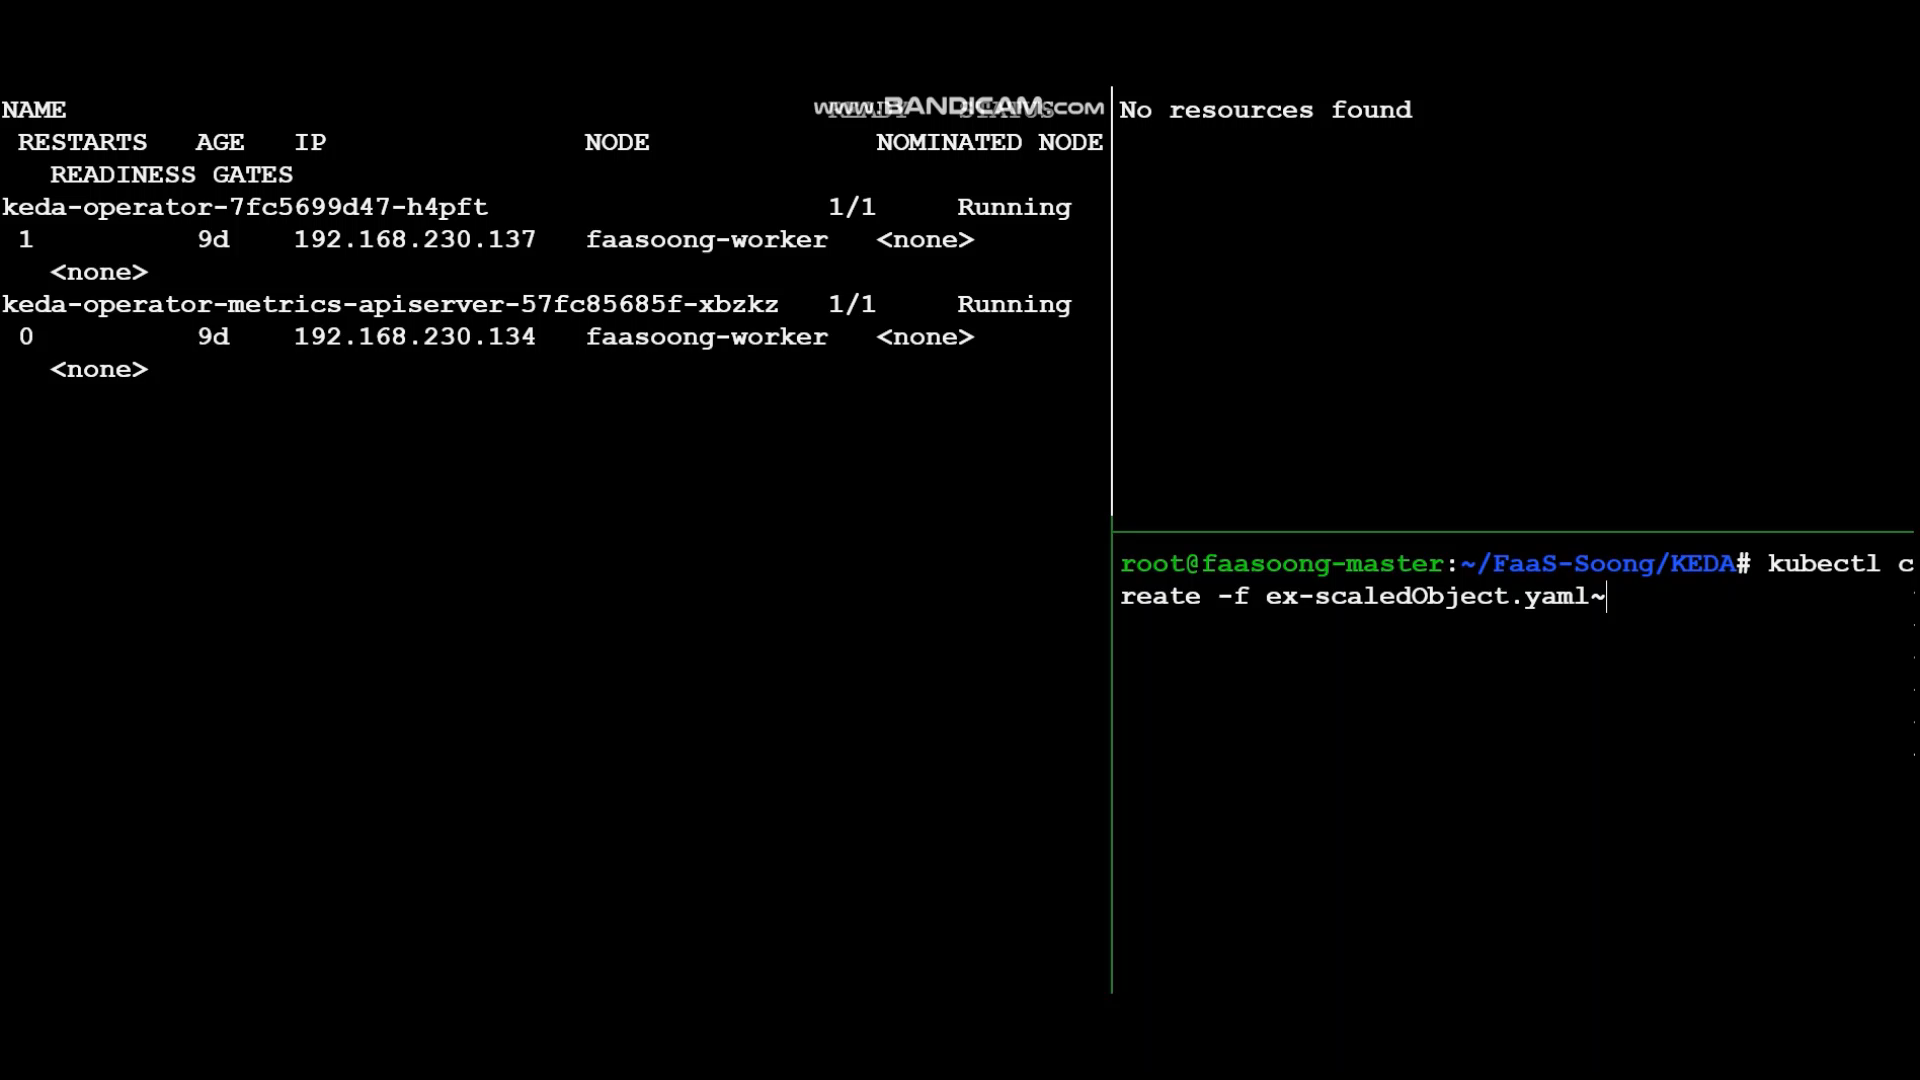 NAME READY STATUS
www.BANDICAM.com
RESTARTS AGE IP NODE NOMINATED NODE
READINESS GATES
keda-operator-7fc5699d47-h4pft 1/1 Running
1 9d 192.168.230.137 faasoong-worker <none>
<none>
keda-operator-metrics-apiserver-57fc85685f-xbzkz 1/1 Running
0 9d 192.168.230.134 faasoong-worker <none>
<none>
No resources found
root@faasoong-master:~/FaaS-Soong/KEDA# kubectl c
reate -f ex-scaledObject.yaml~